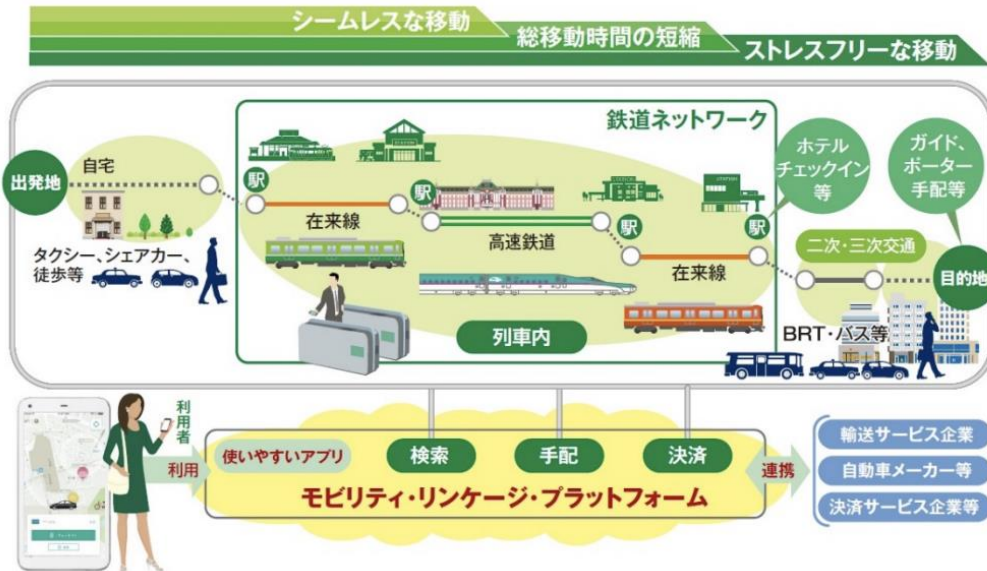 シームレスな移動
総移動時間の短縮
ストレスフリーな移動
鉄道ネットワーク
ホテル
チェックイン
等
ガイド、
ポーター
手配等
出発地
自宅
駅
駅
駅
駅
在来線
高速鉄道
在来線
二次・三次交通
目的地
タクシー、シェアカー、
徒歩等
列車内
BRT・バス等
利用者
利用
使いやすいアプリ
検索
手配
決済
連携
モビリティ・リンケージ・プラットフォーム
輸送サービス企業
自動車メーカー等
決済サービス企業等